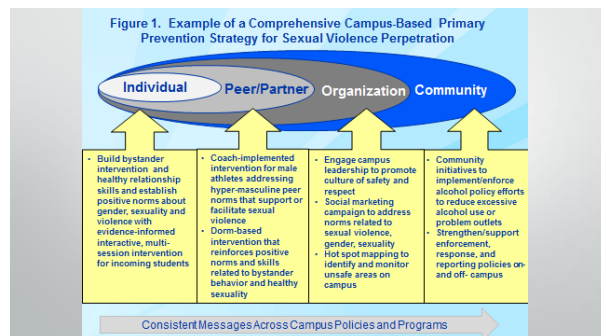 Figure 1. Example of a Comprehensive Campus-Based Primary
Prevention Strategy for Sexual Violence Perpetration
Individual
Peer/Partner
Organization
Community
• Build bystander
intervention and
healthy relationship
skills and establish
positive norms about
gender, sexuality and
violence with
evidence-informed
interactive, multi-
session intervention
for incoming students
• Coach-implemented
intervention for male
athletes addressing
hyper-masculine peer
norms that support or
facilitate sexual
violence
• Dorm-based
intervention that
reinforces positive
norms and skills
related to bystander
behavior and healthy
sexuality
• Engage campus
leadership to promote
culture of safety and
respect
• Social marketing
campaign to address
norms related to
sexual violence,
gender, sexuality
• Hot spot mapping to
identify and monitor
unsafe areas on
campus
• Community
initiatives to
implement/enforce
alcohol policy efforts
to reduce excessive
alcohol use or
problem outlets
• Strengthen/support
enforcement,
response, and
reporting policies on-
and off- campus
Consistent Messages Across Campus Policies and Programs